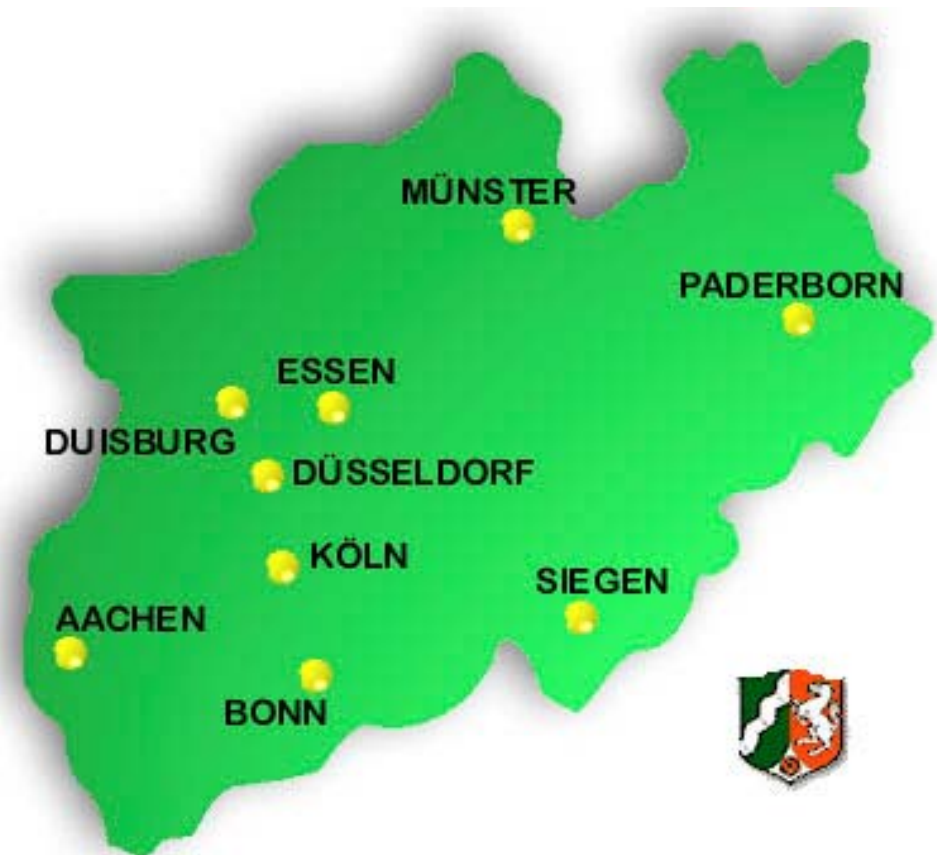 MÜNSTER
PADERBORN
ESSEN
DUISBURG
DÜSSELDORF
KÖLN
SIEGEN
AACHEN
BONN